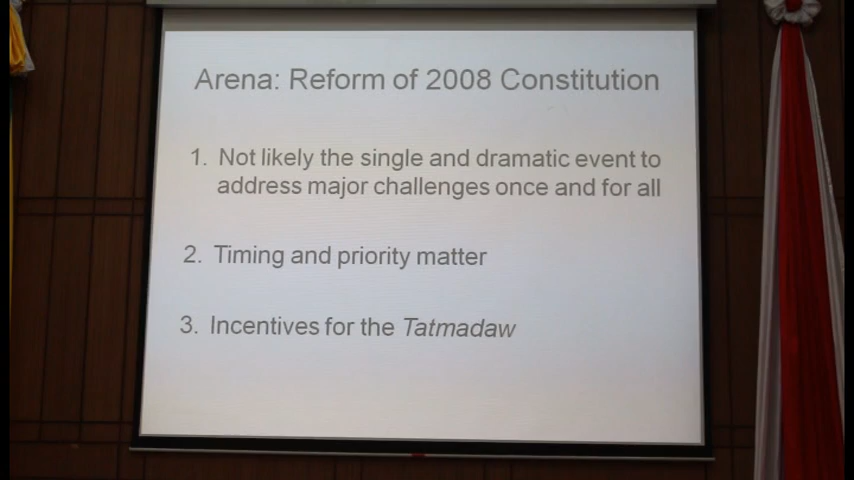 Arena: Reform of 2008 Constitution
1. Not likely the single and dramatic event to
address major challenges once and for all
2. Timing and priority matter
3. Incentives for the Tatmadaw